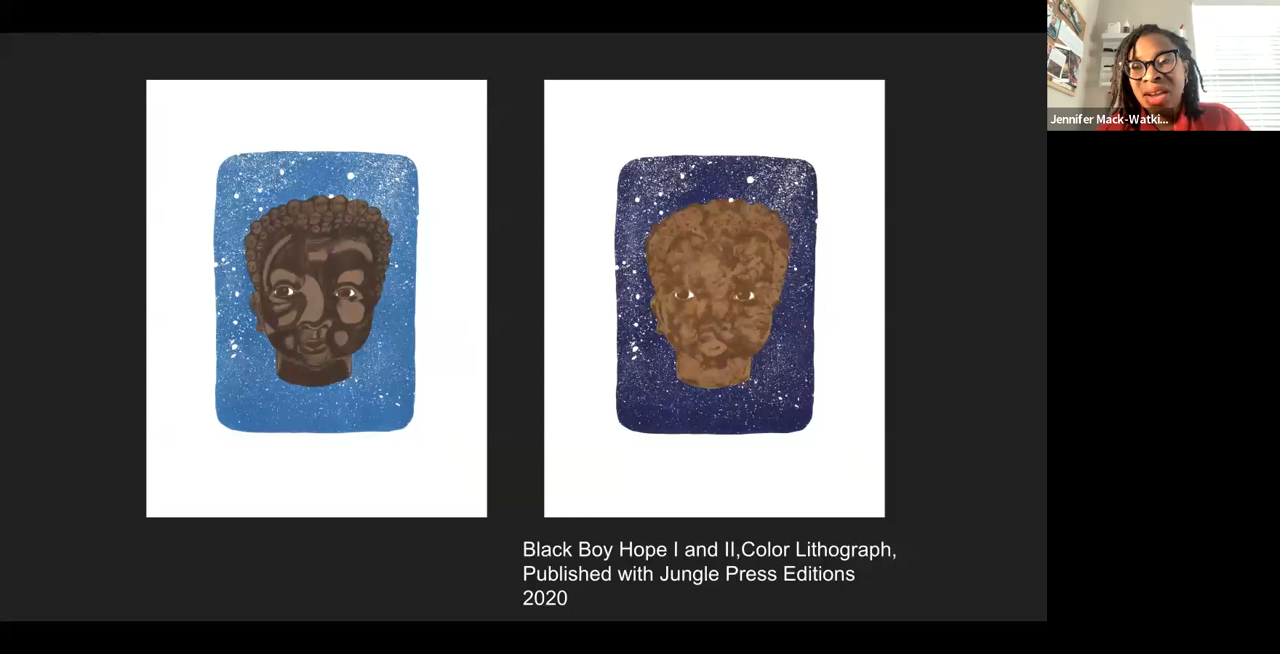 Jennifer Mack-Watki...
Black Boy Hope I and II,Color Lithograph,
Published with Jungle Press Editions
2020